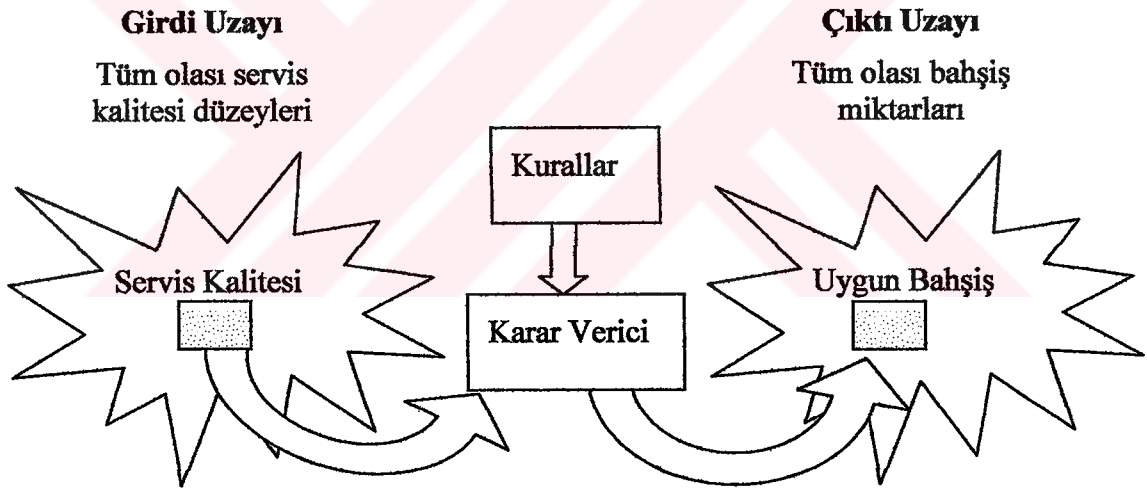 Girdi Uzayı
Tüm olası servis
kalitesi düzeyleri
Çıktı Uzayı
Tüm olası bahşiş
miktarları
Kurallar
Servis Kalitesi
Karar Verici
Uygun Bahşiş